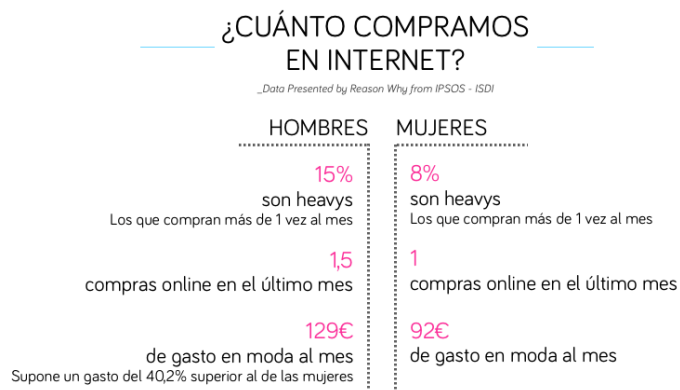 ¿CUÁNTO COMPRAMOS
EN INTERNET?
_Data Presented by Reason Why from IPSOS - ISDI
HOMBRES
15%
son heavys
Los que compran más de 1 vez al mes
1,5
compras online en el último mes
129€
de gasto en moda al mes
Supone un gasto del 40,2% superior al de las mujeres
MUJERES
8%
son heavys
Los que compran más de 1 vez al mes
1
compras online en el último mes
92€
de gasto en moda al mes